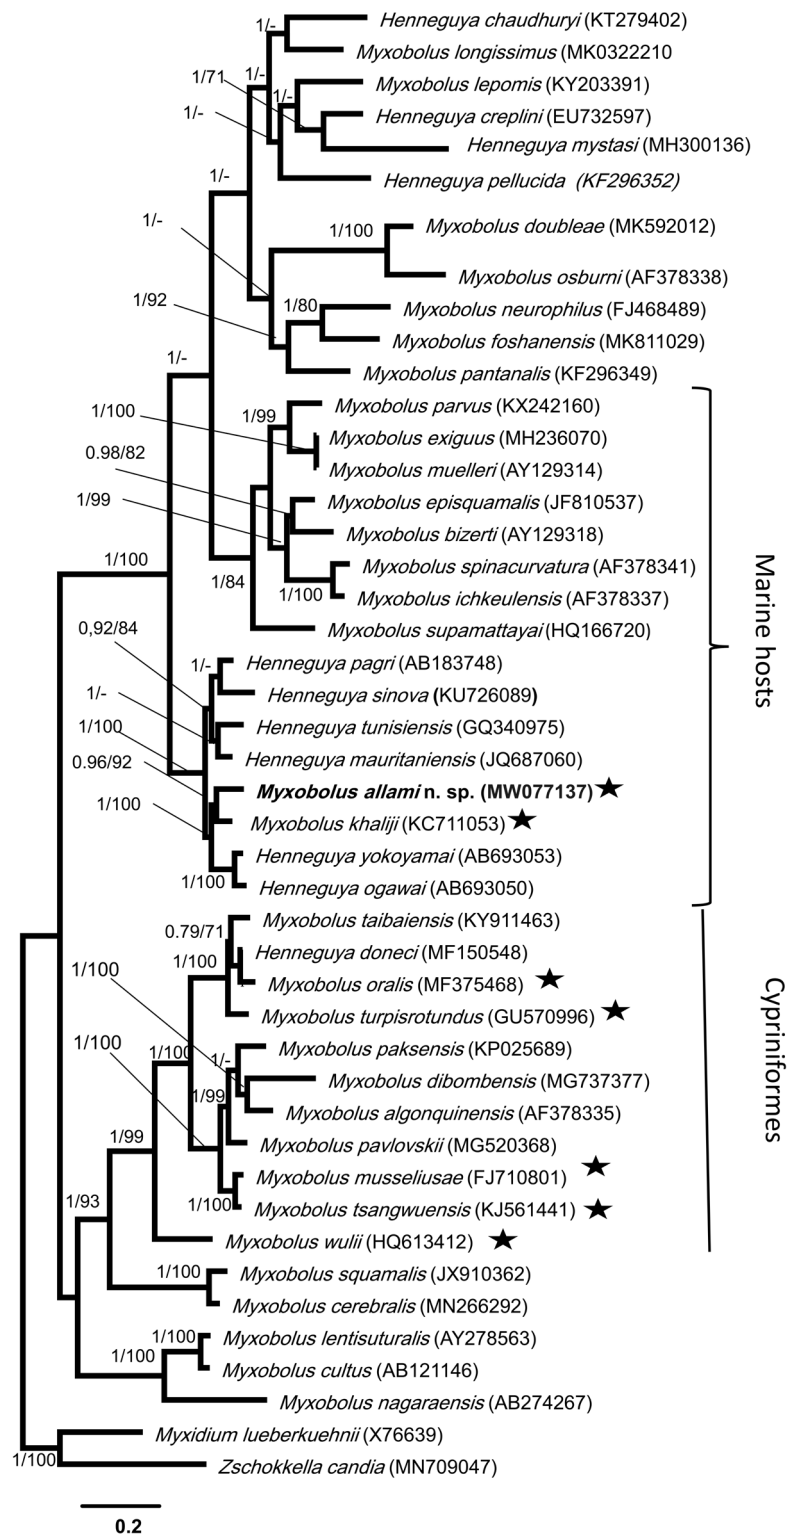 1/-
Henneguya chaudhuryi (KT279402)
Myxobolus longissimus (MK0322210
1/71
1/-
1/-
Myxobolus lepomis (KY203391)
1/-
Henneguya creplini (EU732597)
Henneguya mystasi (MH300136)
1/-
Henneguya pellucida (KF296352)
1/-
1/100
Myxobolus doubleae (MK592012)
Myxobolus osburni (AF378338)
1/92
1/80
Myxobolus neurophilus (FJ468489)
Myxobolus foshanensis (MK811029)
1/-
Myxobolus pantanalis (KF296349)
1/100
1/99
Myxobolus parvus (KX242160)
Myxobolus exiguus (MH236070)
0.98/82
Myxobolus muelleri (AY129314)
1/99
Myxobolus episquamalis (JF810537)
Myxobolus bizerti (AY129318)
1/100
Myxobolus spinacurvatura (AF378341)
1/84
1/100
Myxobolus ichkeulensis (AF378337)
0,92/84
Myxobolus supamattayai (HQ166720)
Marine hosts
1/-
Henneguya pagri (AB183748)
1/-
Henneguya sinova (KU726089)
1/100
Henneguya tunisiensis (GQ340975)
0.96/92
Henneguya mauritaniensis (JQ687060)
Myxobolus allami n. sp. (MW077137)
1/100
Myxobolus khaliji (KC711053)
Henneguya yokoyamai (AB693053)
1/100
Henneguya ogawai (AB693050)
0.79/71
Myxobolus taibaiensis (KY911463)
1/100
1/100
Henneguya doneci (MF150548)
Myxobolus oralis (MF375468)
Myxobolus turpisrotundus (GU570996)
1/100
1/100
1/-
Myxobolus paksensis (KP025689)
Myxobolus dibombensis (MG737377)
1/99
Myxobolus algonquinensis (AF378335)
Cypriniformes
1/99
Myxobolus pavlovskii (MG520368)
Myxobolus musseliusae (FJ710801)
1/93
1/100
Myxobolus tsangwuensis (KJ561441)
Myxobolus wulii (HQ613412)
1/100
Myxobolus squamalis (JX910362)
Myxobolus cerebralis (MN266292)
1/100
Myxobolus lentisuturalis (AY278563)
1/100
Myxobolus cultus (AB121146)
Myxobolus nagaraensis (AB274267)
Myxidium lueberkuehnii (X76639)
1/100
Zschokkella candia (MN709047)
0.2